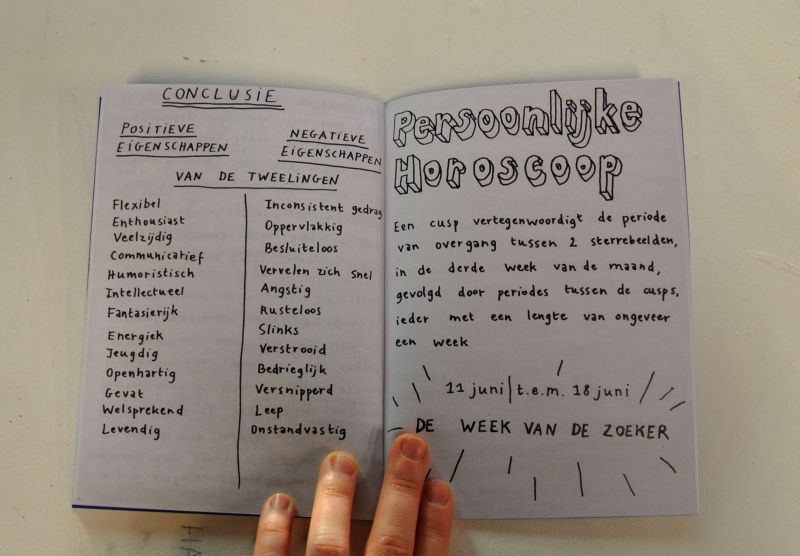 CONCLUSIE
POSITIEVE
EIGENSCHAPPEN
NEGATIEVE
EIGENSCHAPPEN
VAN DE TWEELINGEN
Flexibel
Enthousiast
Veelzijdig
Communicatief
Humoristisch
Intellectueel
Fantasierijk
Energiek
Jeugdig
Openhartig
Gevat
Welsprekend
Levendig
Inconsistent gedrag
Oppervlakkig
Besluiteloos
Vervelen zich snel
Angstig
Rusteloos
Slinks
Verstrooid
Bedrieglijk
Versnipperd
Leep
Onstandvastig
Persoonlijke
Horoscoop
Een cusp vertegenwoordigt de periode
van overgang tussen 2 sterrebeelden,
in de derde week van de maand,
gevolgd door periodes tussen de cusps,
ieder met een lengte van ongeveer
een week
11 juni t.e.m. 18 juni
DE WEEK VAN DE ZOEKER